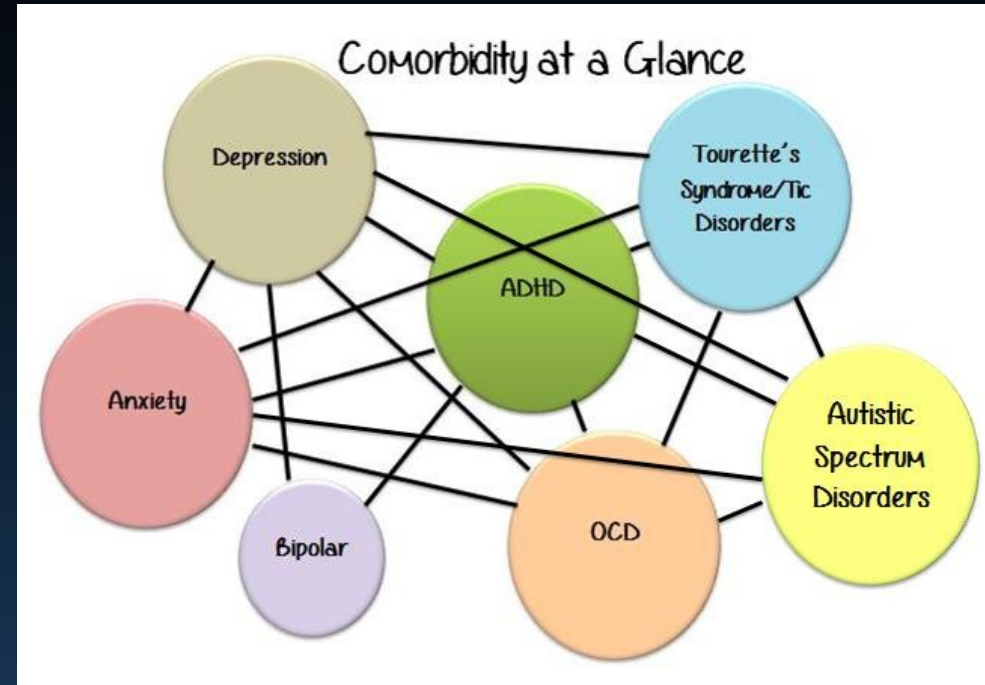 Comorbidity at a Glance
Depression
Tourette's
Syndrome/Tic
Disorders
ADHD
Anxiety
Autistic
Spectrum
Disorders
OCD
Bipolar